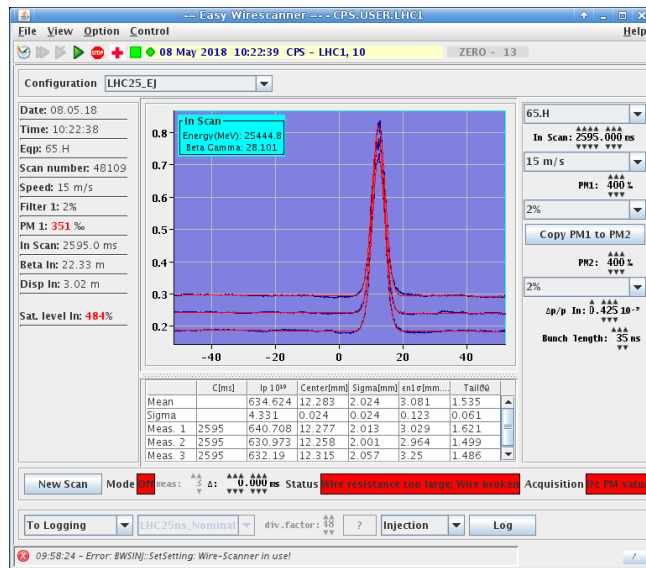 -= Easy Wirescanner =-- CPS.USER.LHC1
File View Option Control Help
STOP 08 May 2018 10:22:39 CPS - LHC1, 10 ZERO - 13
Configuration LHC25_EJ
Date: 08.05.18
Time: 10:22:38
Eqp: 65.H
Scan number: 48109
Speed: 15 m/s
Filter 1: 2%
PM 1: 351 ‰
In Scan: 2595.0 ms
Beta In: 22.33 m
Disp In: 3.02 m
Sat. level In: 484%
In Scan
Energy(MeV): 25444.8
Beta Gamma: 28.101
0.8
0.7
0.6
0.5
0.4
0.3
0.2
-40 -20 0 20 40
65.H
In Scan: 2595.000 ms
15 m/s
PM1: 400 %
2%
Copy PM1 to PM2
PM2: 400 %
2%
Δp/p In: 0.425 10⁻³
Bunch length: 35 ns
C[ms] Ip 10¹⁰ Center[mm] Sigma[mm] εn1σ[mm....
Mean 634.624 12.283 2.024 3.081 1.535
Sigma 4.331 0.024 0.024 0.123 0.061
Meas. 1 2595 640.708 12.277 2.013 3.029 1.621
Meas. 2 2595 630.973 12.258 2.001 2.964 1.499
Meas. 3 2595 632.19 12.315 2.057 3.25 1.486
New Scan Mode Off meas: 3 Δ: 0.000 ms Status Wire resistance too large; Wire broken Acquisition IN: PM satu
To Logging LHC25ns_Nominal div.factor: 48 ? Injection Log
09:58:24 - Error: BWSINJ::SetSetting: Wire-Scanner in use!